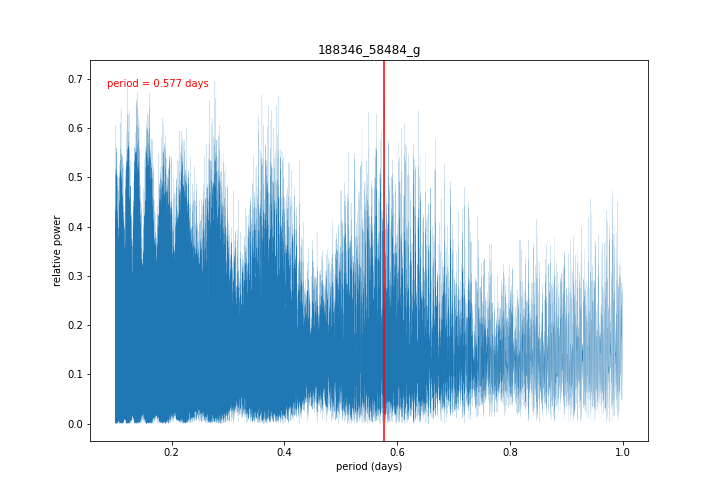 188346_58484_g
period = 0.577 days
relative power
0.7
0.6
0.5
0.4
0.3
0.2
0.1
0.0
0.2 0.4 0.6 0.8 1.0
period (days)